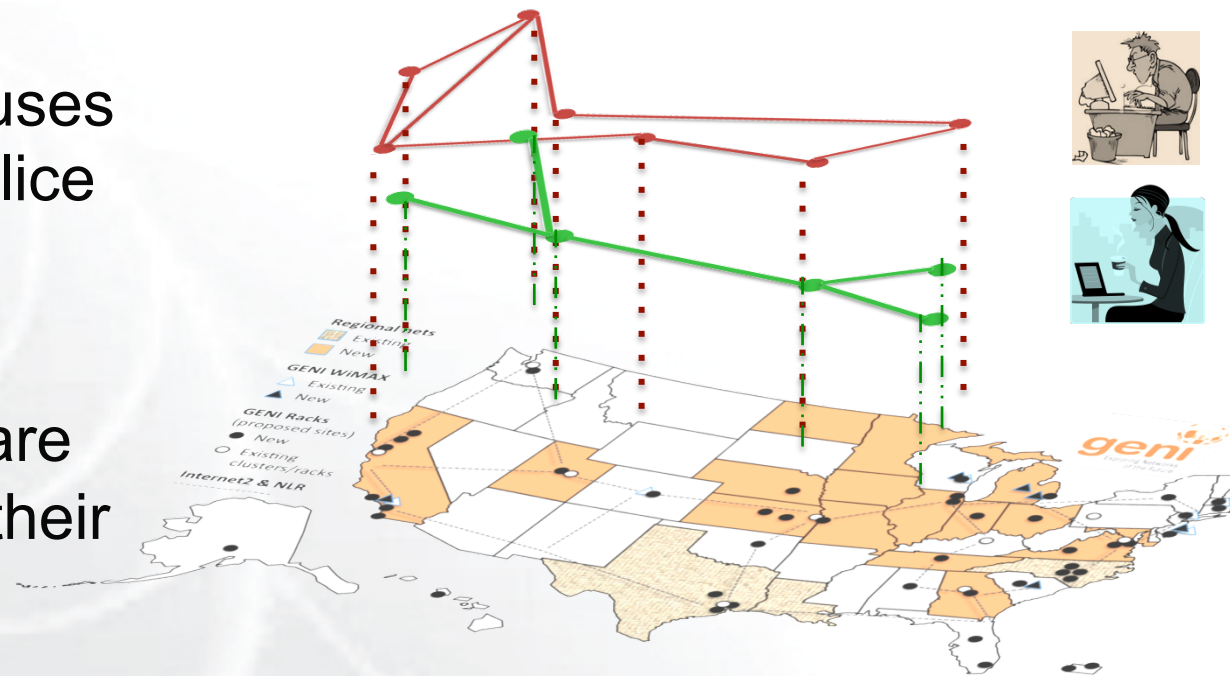 uses
lice
are
their
Regional nets
Existing
New
GENI WiMAX
Existing
New
GENI Racks
(proposed sites)
New
Existing
clusters/racks
Internet2 & NLR
geni